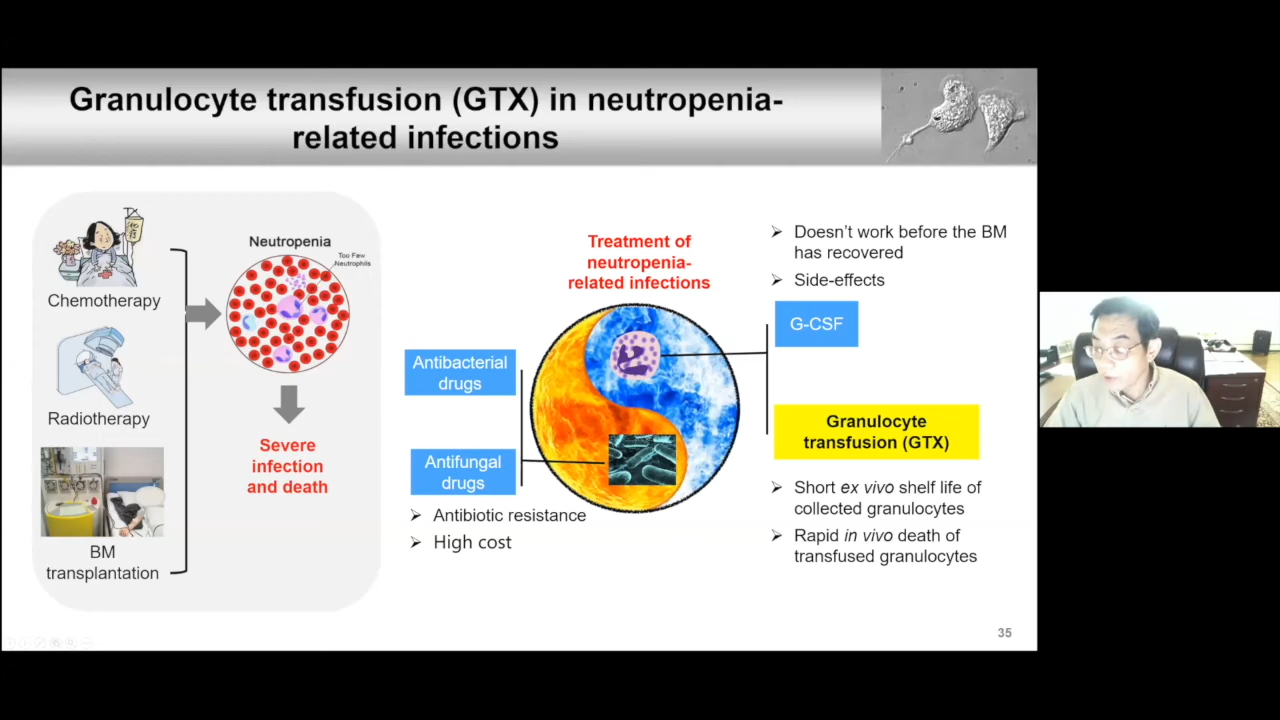 Granulocyte transfusion (GTX) in neutropenia-
related infections
Chemotherapy
Radiotherapy
BM
transplantation
Neutropenia
Too Few
Neutrophils
Severe
infection
and death
Treatment of
neutropenia-
related infections
Antibacterial
drugs
Antifungal
drugs
➢ Antibiotic resistance
➢ High cost
➢ Doesn’t work before the BM
has recovered
➢ Side-effects
G-CSF
Granulocyte
transfusion (GTX)
➢ Short ex vivo shelf life of
collected granulocytes
➢ Rapid in vivo death of
transfused granulocytes
35